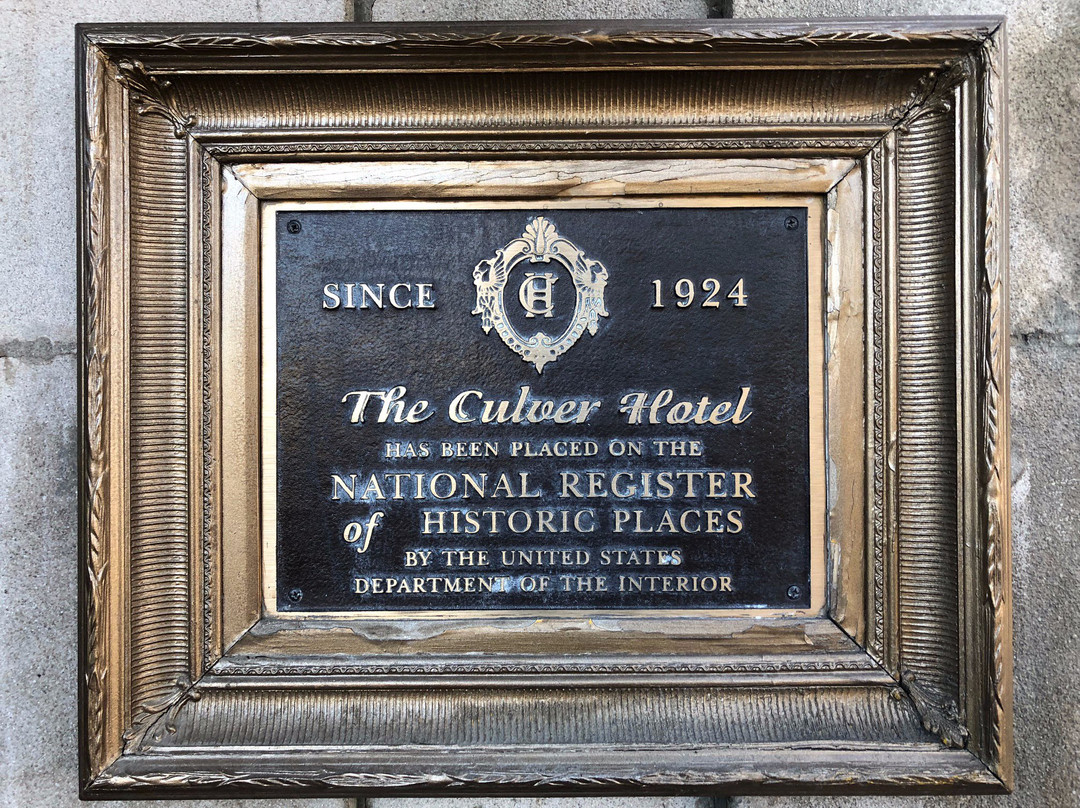 SINCE CH 1924
The Culver Hotel
HAS BEEN PLACED ON THE
NATIONAL REGISTER
of HISTORIC PLACES
BY THE UNITED STATES
DEPARTMENT OF THE INTERIOR